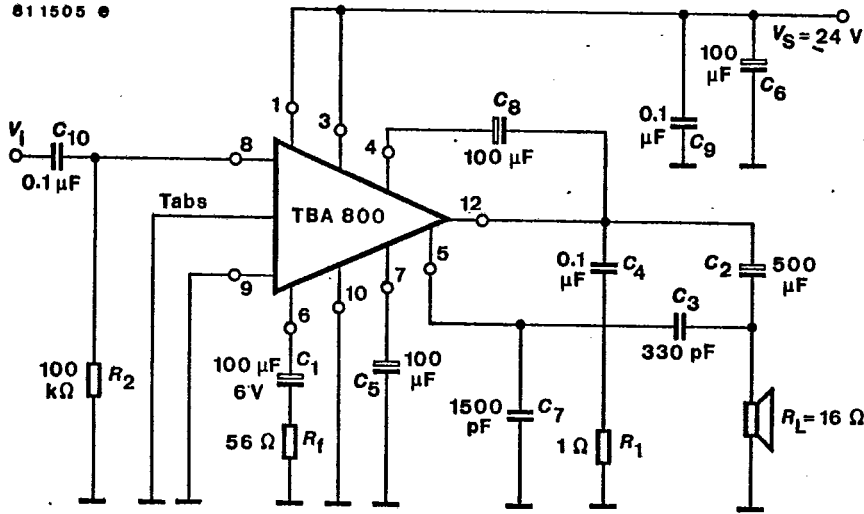 811505 e
V_S = 24 V
100 µF C_6
0.1 µF C_9
1
3
4
C_8
100 µF
V_i
C_10
0.1 µF
8
Tabs
TBA 800
12
5
7
10
9
6
0.1 µF C_4
C_2 500 µF
C_3
330 pF
100 kΩ R_2
100 µF 6 V C_1
C_5 100 µF
1500 pF C_7
56 Ω R_f
1 Ω R_1
R_L = 16 Ω